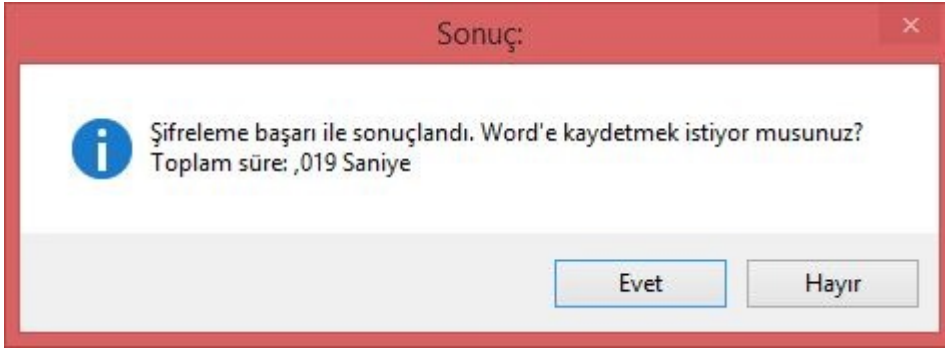 Sonuç:
Şifreleme başarı ile sonuçlandı. Word'e kaydetmek istiyor musunuz?
Toplam süre: ,019 Saniye
Evet
Hayır